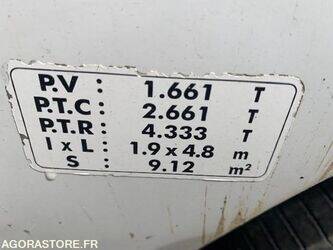 P.V : 1.661 T
P.T.C : 2.661 T
P.T.R : 4.333 T
l x L : 1.9 x 4.8 m
S : 9.12 m²
AGORASTORE.FR